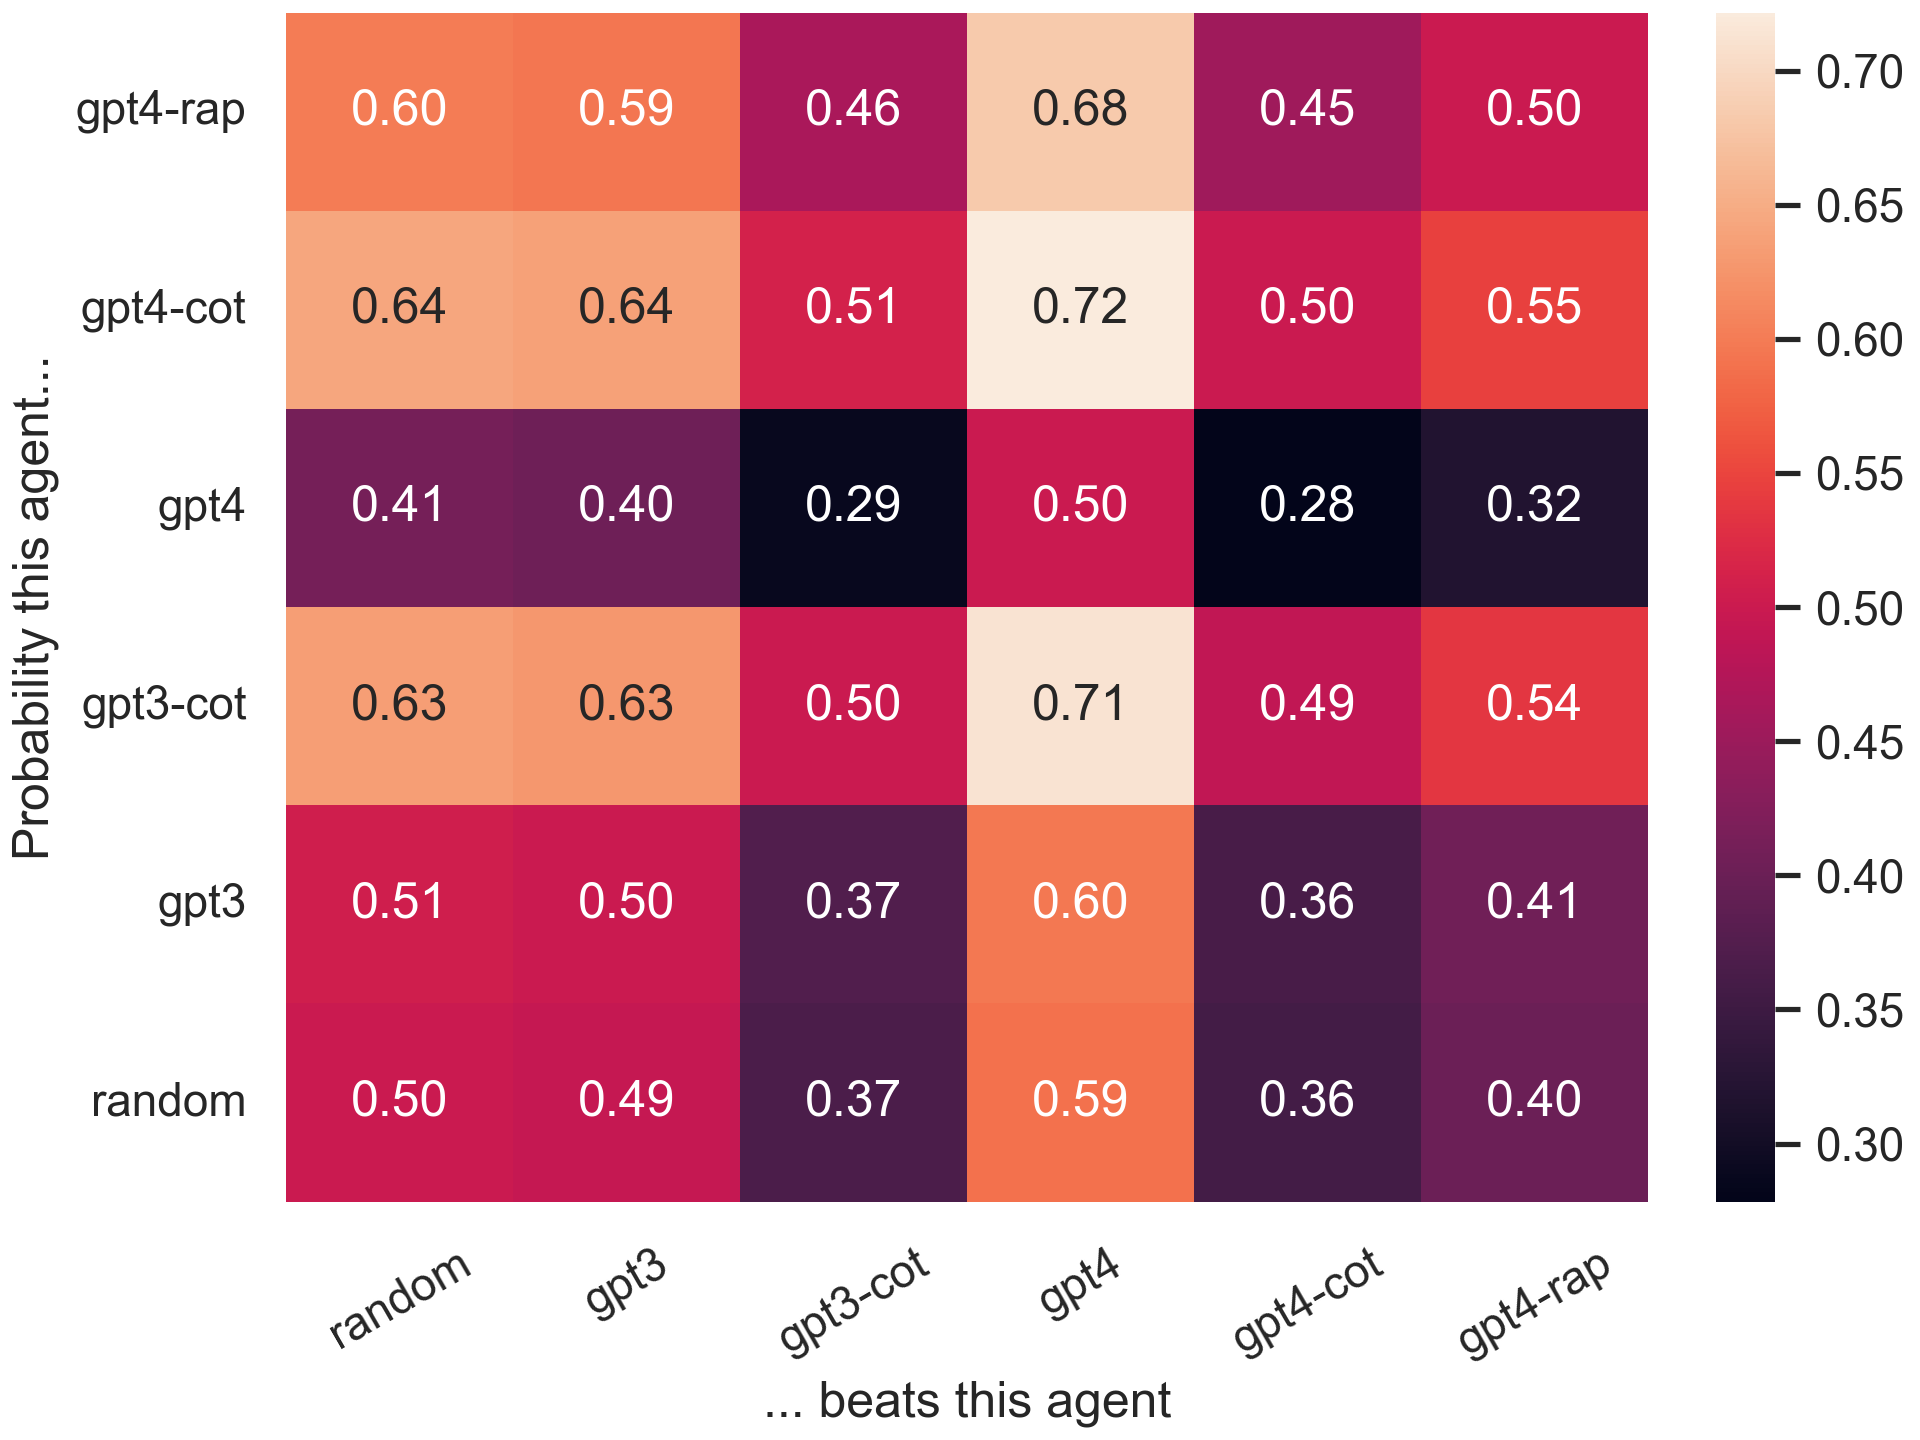 Probability this agent...
gpt4-rap 0.60 0.59 0.46 0.68 0.45 0.50
gpt4-cot 0.64 0.64 0.51 0.72 0.50 0.55
gpt4 0.41 0.40 0.29 0.50 0.28 0.32
gpt3-cot 0.63 0.63 0.50 0.71 0.49 0.54
gpt3 0.51 0.50 0.37 0.60 0.36 0.41
random 0.50 0.49 0.37 0.59 0.36 0.40
random gpt3 gpt3-cot gpt4 gpt4-cot gpt4-rap
... beats this agent
0.70
0.65
0.60
0.55
0.50
0.45
0.40
0.35
0.30